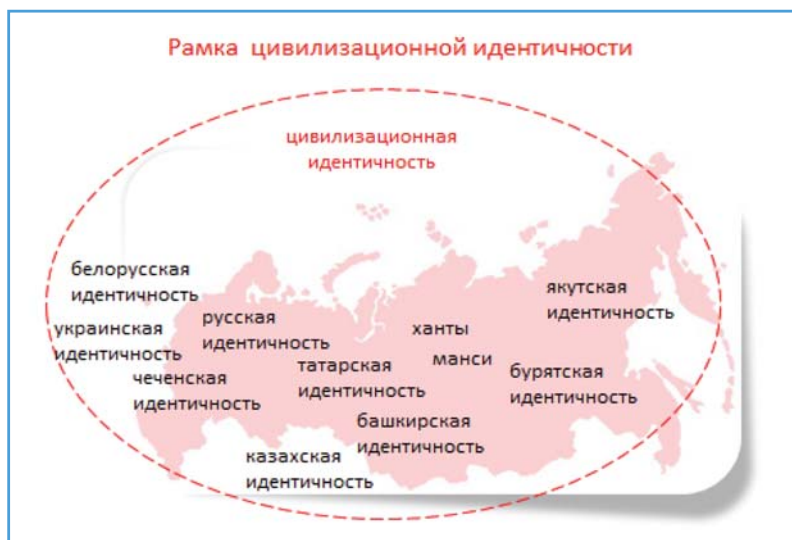 Рамка цивилизационной идентичности
цивилизационная
идентичность
белорусская
идентичность
украинская
идентичность
русская
идентичность
чеченская
идентичность
татарская
идентичность
ханты
манси
якутская
идентичность
бурятская
идентичность
башкирская
идентичность
казахская
идентичность